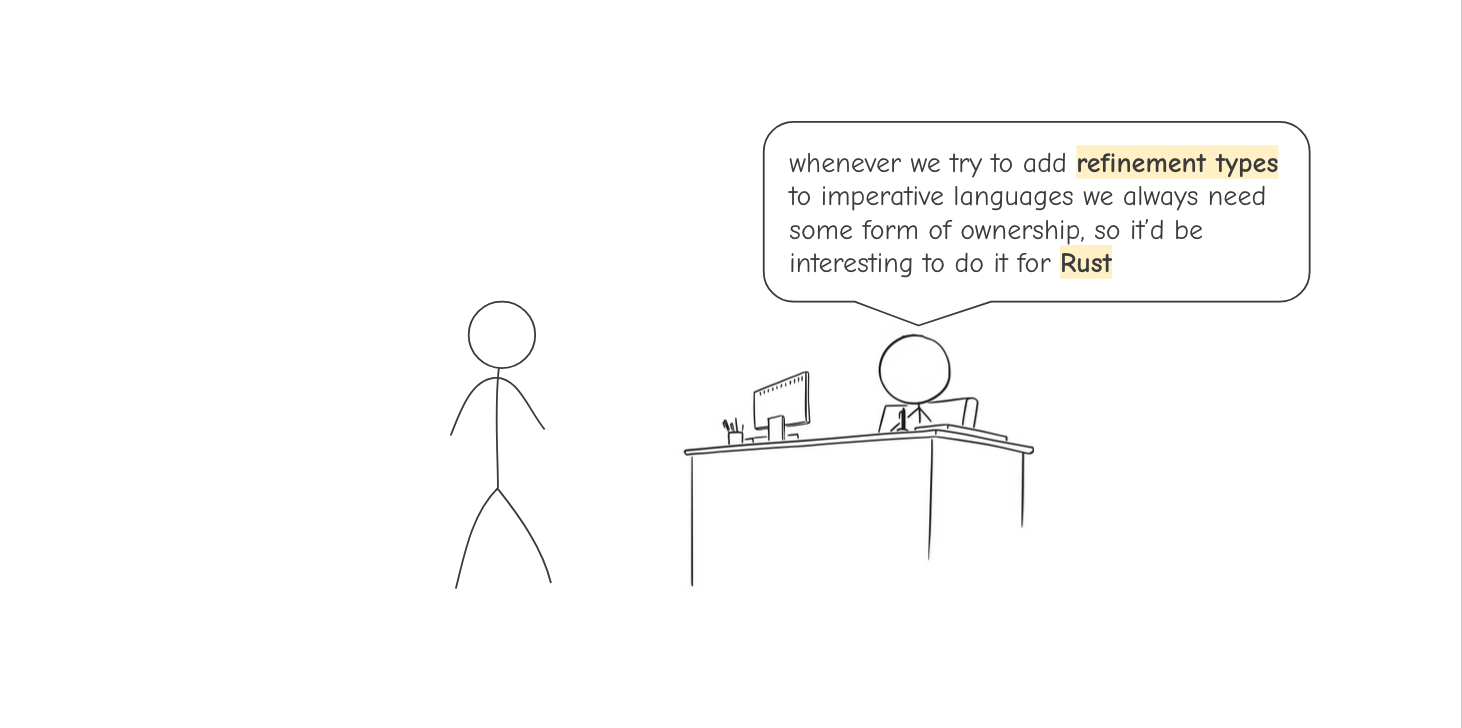 whenever we try to add refinement types
to imperative languages we always need
some form of ownership, so it'd be
interesting to do it for Rust